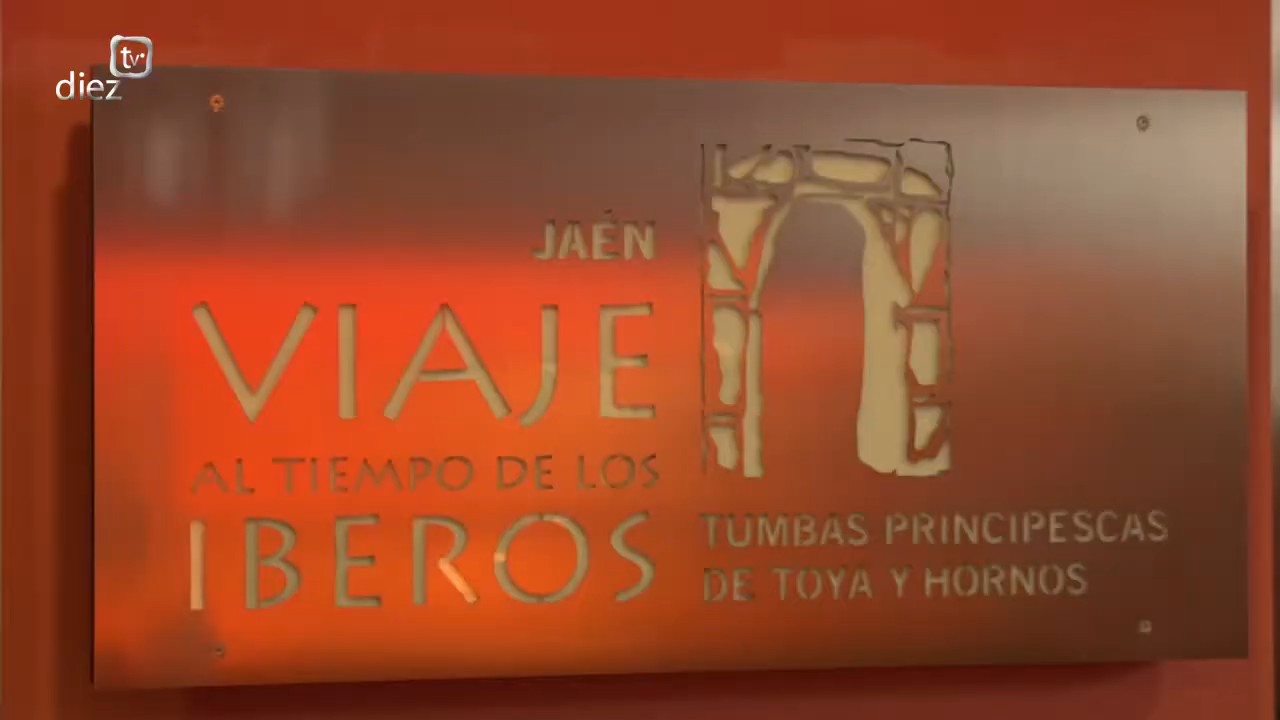 diez tv
JAÉN
VIAJE
AL TIEMPO DE LOS
IBEROS
TUMBAS PRINCIPESCAS
DE TOYA Y HORNOS